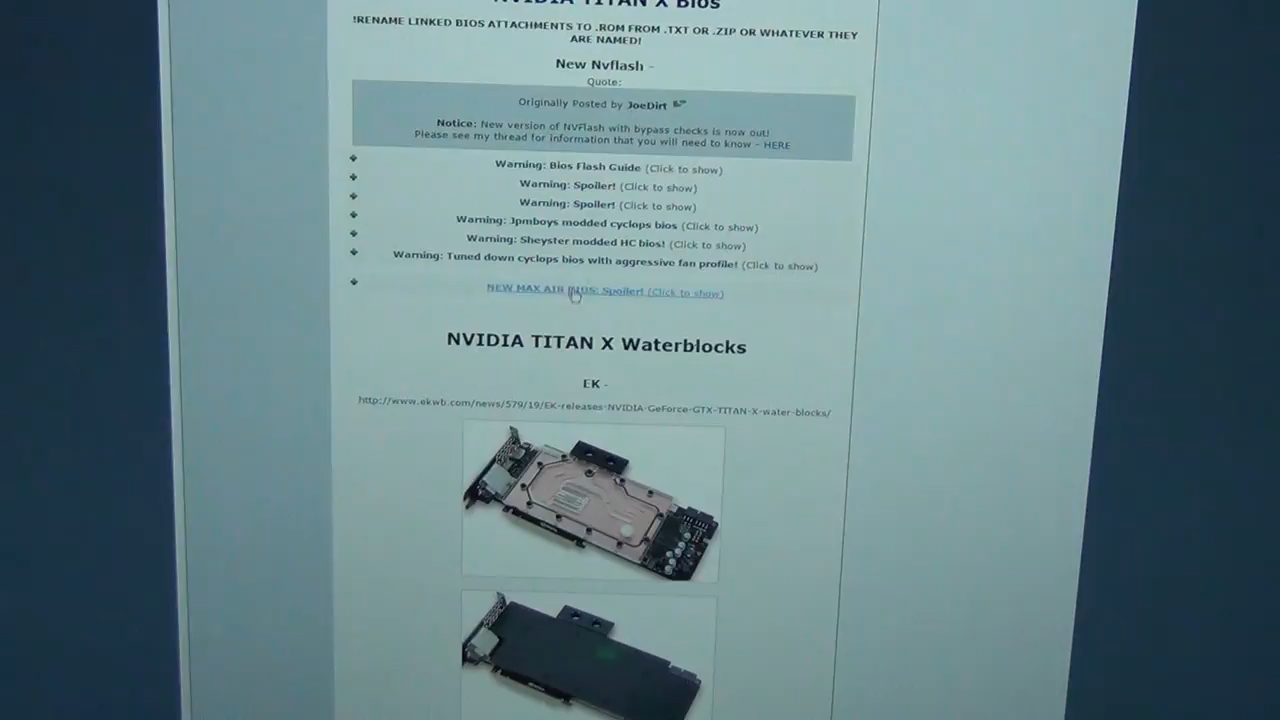 NVIDIA TITAN X Bios
!RENAME LINKED BIOS ATTACHMENTS TO .ROM FROM .TXT OR .ZIP OR WHATEVER THEY
ARE NAMED!
New Nvflash -
Quote:
Originally Posted by JoeDirt
Notice: New version of NVFlash with bypass checks is now out!
Please see my thread for information that you will need to know - HERE
Warning: Bios Flash Guide (Click to show)
Warning: Spoiler! (Click to show)
Warning: Spoiler! (Click to show)
Warning: Jpmboys modded cyclops bios (Click to show)
Warning: Sheyster modded HC bios! (Click to show)
Warning: Tuned down cyclops bios with aggressive fan profile! (Click to show)
NEW MAX AIR BIOS: Spoiler! (Click to show)
NVIDIA TITAN X Waterblocks
EK -
http://www.ekwb.com/news/579/19/EK-releases-NVIDIA-GeForce-GTX-TITAN-X-water-blocks/